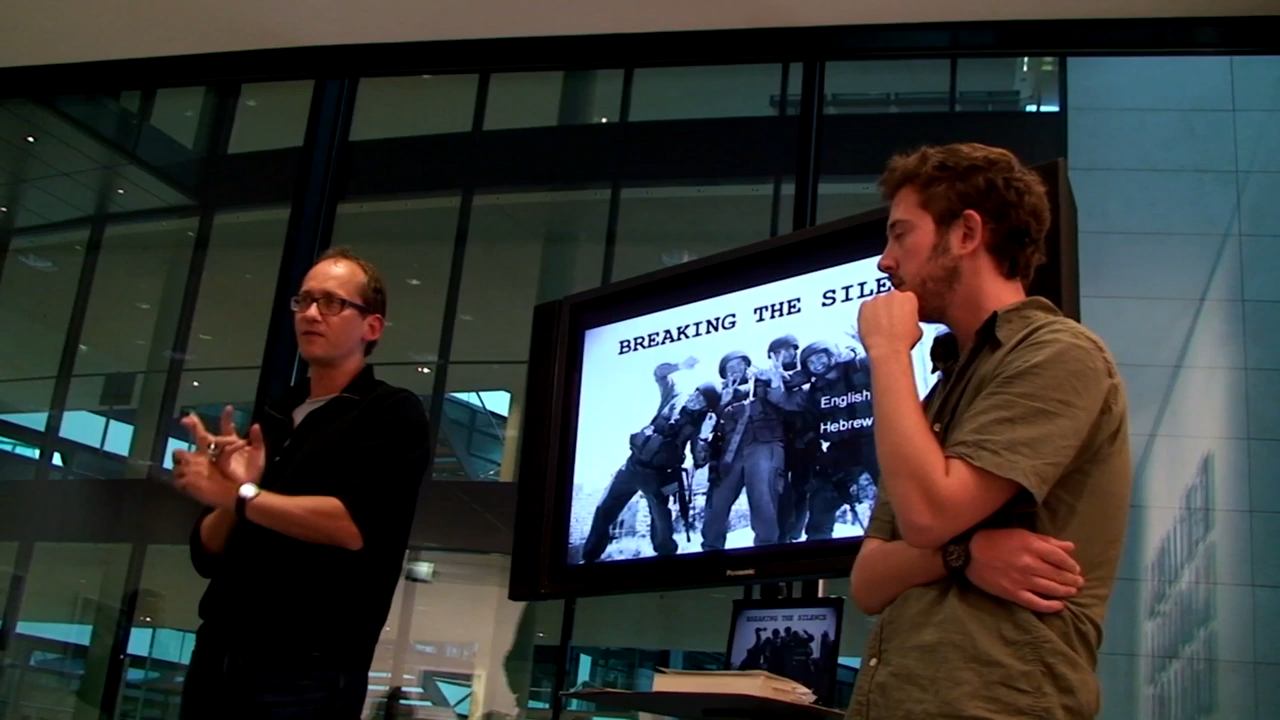 BREAKING THE SILE
English
Hebrew
Panasonic
BREAKING THE SILENCE